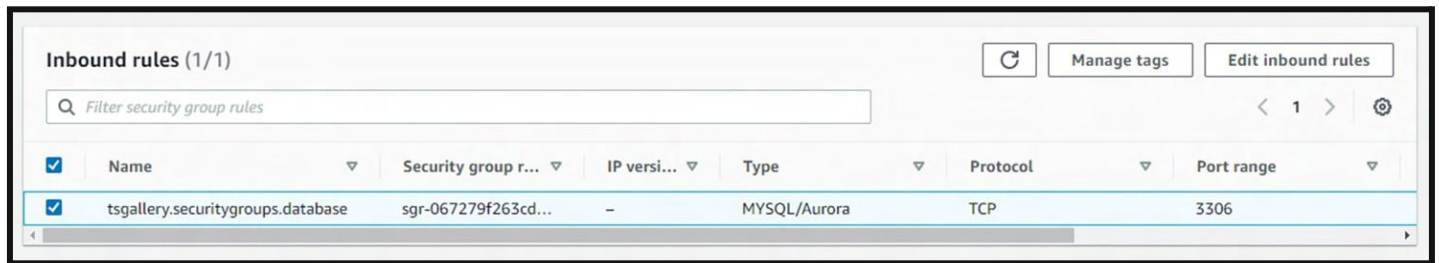 Inbound rules (1/1)
Manage tags
Edit inbound rules
Filter security group rules
1
Name Security group r... IP versi... Type Protocol Port range
tsgallery.securitygroups.database sgr-067279f263cd... – MYSQL/Aurora TCP 3306